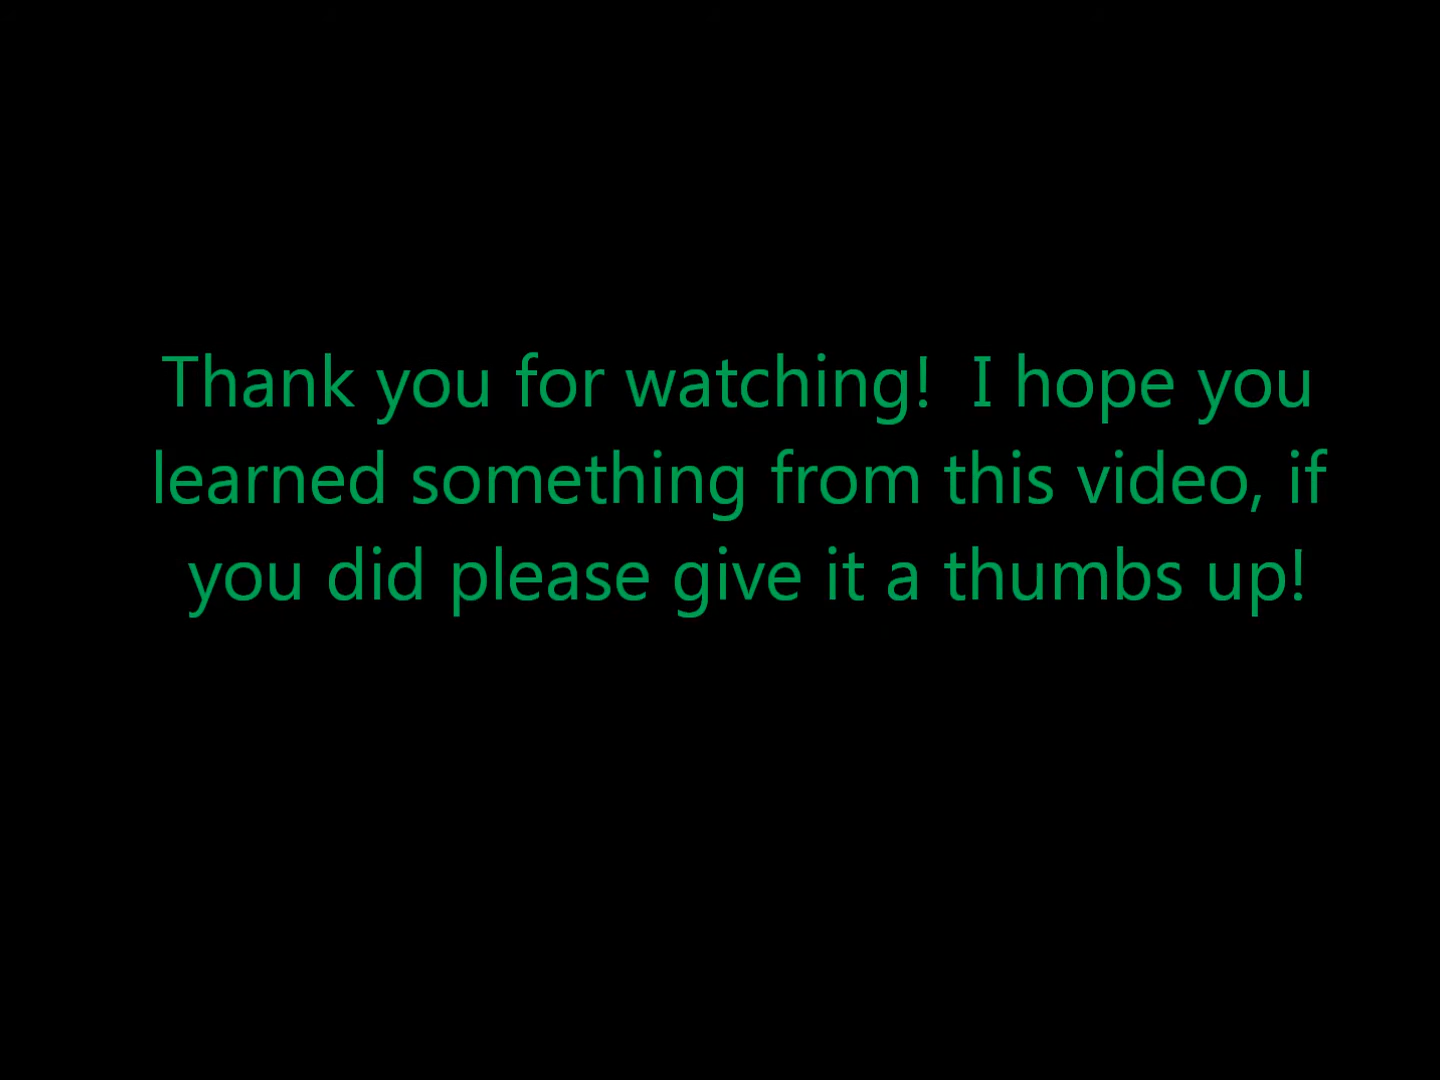 Thank you for watching!  I hope you
learned something from this video, if
you did please give it a thumbs up!